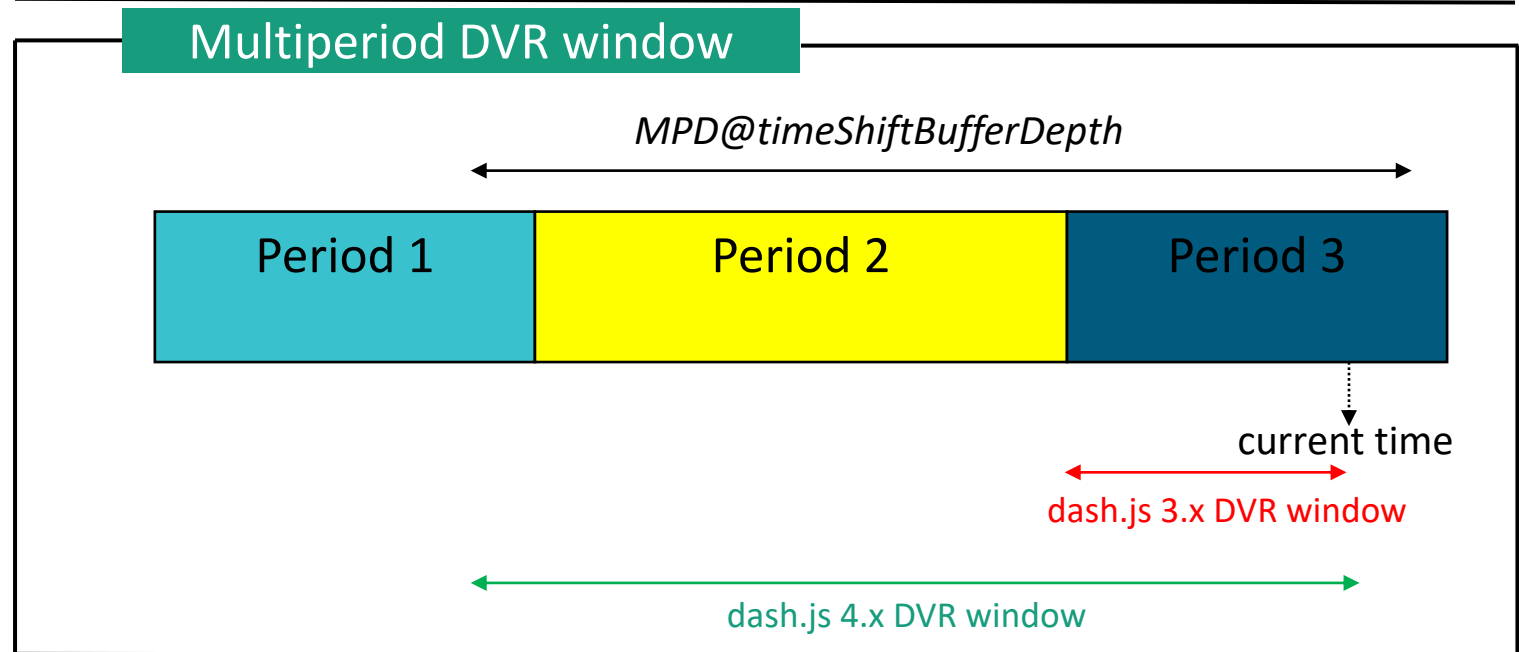 Multiperiod DVR window
MPD@timeShiftBufferDepth
Period 1
Period 2
Period 3
current time
dash.js 3.x DVR window
dash.js 4.x DVR window